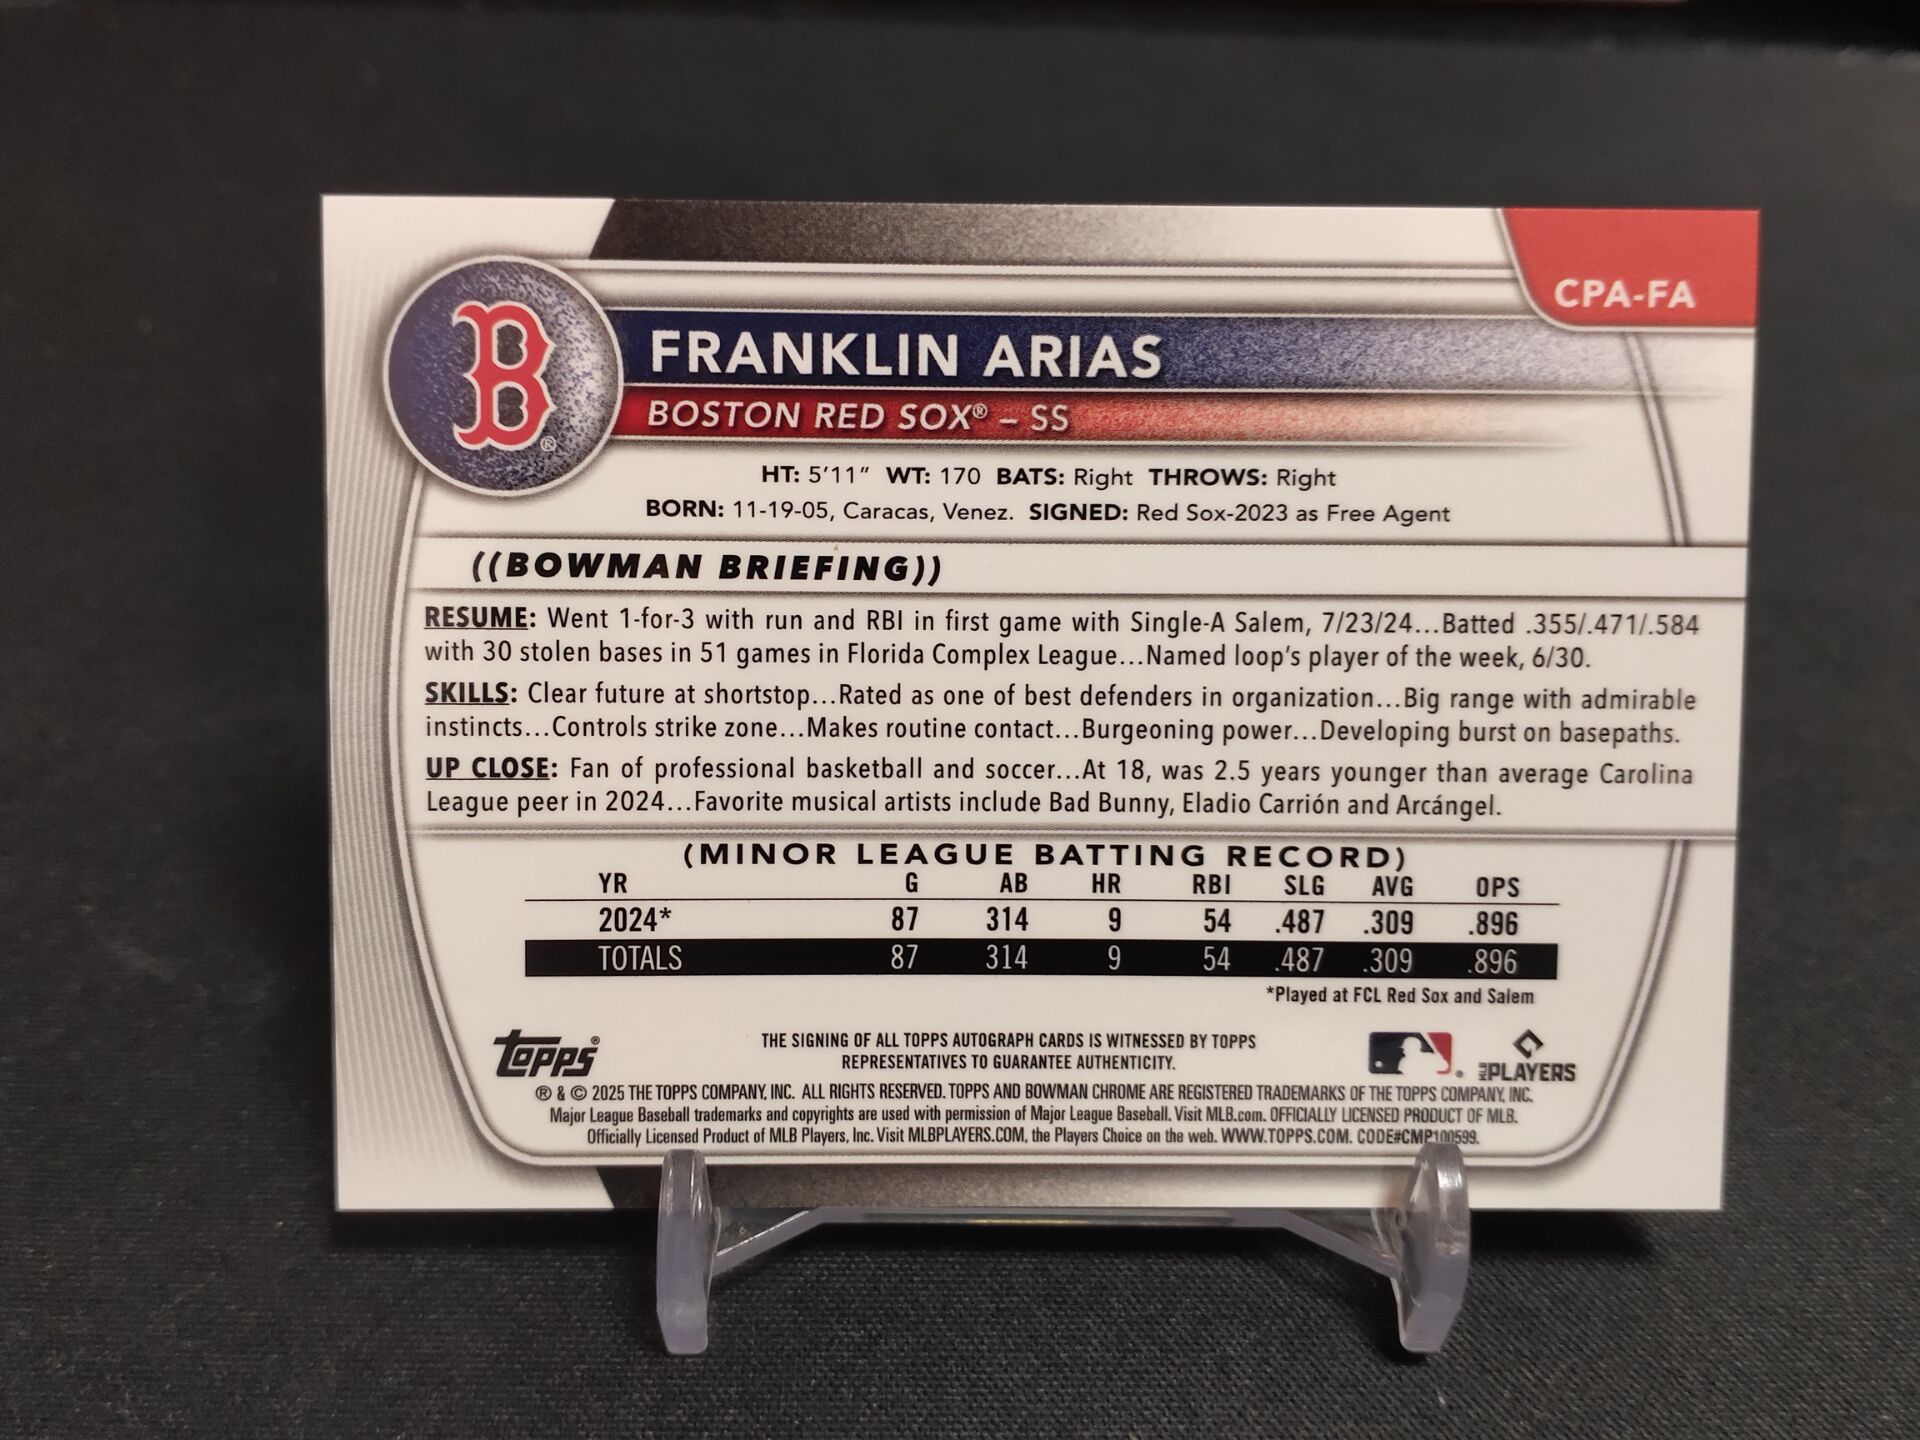 CPA-FA
B
®
FRANKLIN ARIAS
BOSTON RED SOX® – SS
HT: 5'11" WT: 170 BATS: Right THROWS: Right
BORN: 11-19-05, Caracas, Venez. SIGNED: Red Sox-2023 as Free Agent
((BOWMAN BRIEFING))
RESUME: Went 1-for-3 with run and RBI in first game with Single-A Salem, 7/23/24...Batted .355/.471/.584
with 30 stolen bases in 51 games in Florida Complex League...Named loop's player of the week, 6/30.
SKILLS: Clear future at shortstop...Rated as one of best defenders in organization...Big range with admirable
instincts...Controls strike zone...Makes routine contact...Burgeoning power...Developing burst on basepaths.
UP CLOSE: Fan of professional basketball and soccer...At 18, was 2.5 years younger than average Carolina
League peer in 2024...Favorite musical artists include Bad Bunny, Eladio Carrión and Arcángel.
(MINOR LEAGUE BATTING RECORD)
YR G AB HR RBI SLG AVG OPS
2024* 87 314 9 54 .487 .309 .896
TOTALS 87 314 9 54 .487 .309 .896
*Played at FCL Red Sox and Salem
topps®
THE SIGNING OF ALL TOPPS AUTOGRAPH CARDS IS WITNESSED BY TOPPS
REPRESENTATIVES TO GUARANTEE AUTHENTICITY.
MLB PLAYERS
® & © 2025 THE TOPPS COMPANY, INC. ALL RIGHTS RESERVED. TOPPS AND BOWMAN CHROME ARE REGISTERED TRADEMARKS OF THE TOPPS COMPANY, INC.
Major League Baseball trademarks and copyrights are used with permission of Major League Baseball. Visit MLB.com. OFFICIALLY LICENSED PRODUCT OF MLB.
Officially Licensed Product of MLB Players, Inc. Visit MLBPLAYERS.COM, the Players Choice on the web. WWW.TOPPS.COM. CODE#CMP100599.